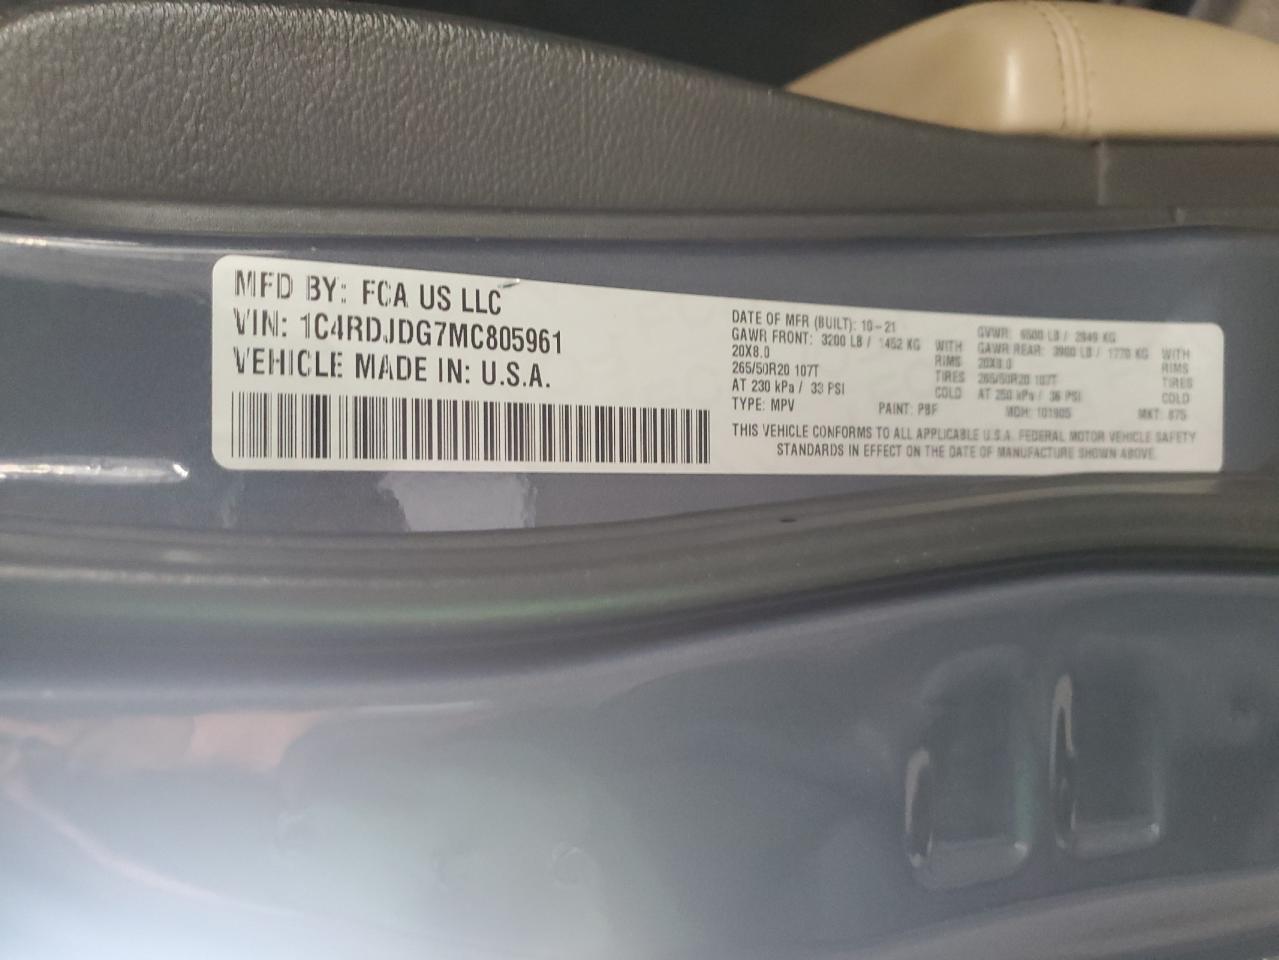 MFD BY: FCA US LLC
VIN: 1C4RDJDG7MC805961
VEHICLE MADE IN: U.S.A.
DATE OF MFR (BUILT): 10-21
GVWR: 6500 LB / 2949 KG
GAWR FRONT: 3200 LB / 1452 KG WITH
GAWR REAR: 3900 LB / 1770 KG WITH
20X8.0 RIMS
20X8.0 RIMS
265/50R20 107T TIRES
265/50R20 107T TIRES
AT 230 kPa / 33 PSI COLD
AT 250 kPa / 36 PSI COLD
TYPE: MPV PAINT: PBF MDH: 101905 MKT: 875
THIS VEHICLE CONFORMS TO ALL APPLICABLE U.S.A. FEDERAL MOTOR VEHICLE SAFETY
STANDARDS IN EFFECT ON THE DATE OF MANUFACTURE SHOWN ABOVE.